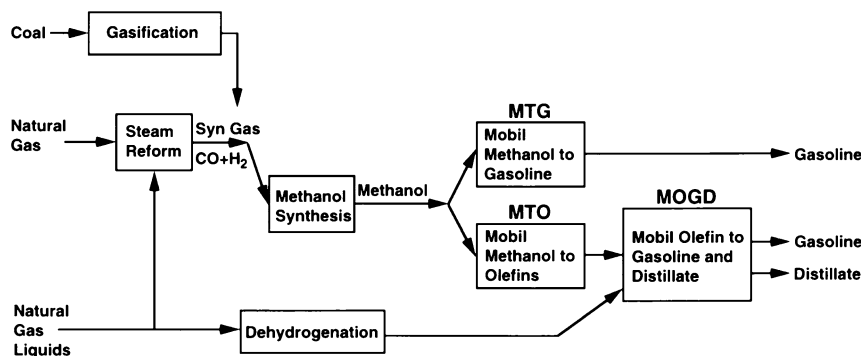 Coal
Gasification
Natural
Gas
Steam
Reform
Syn Gas
CO+H₂
Methanol
Synthesis
Methanol
MTG
Mobil
Methanol to
Gasoline
Gasoline
MTO
Mobil
Methanol to
Olefins
MOGD
Mobil Olefin to
Gasoline and
Distillate
Gasoline
Distillate
Natural
Gas
Liquids
Dehydrogenation